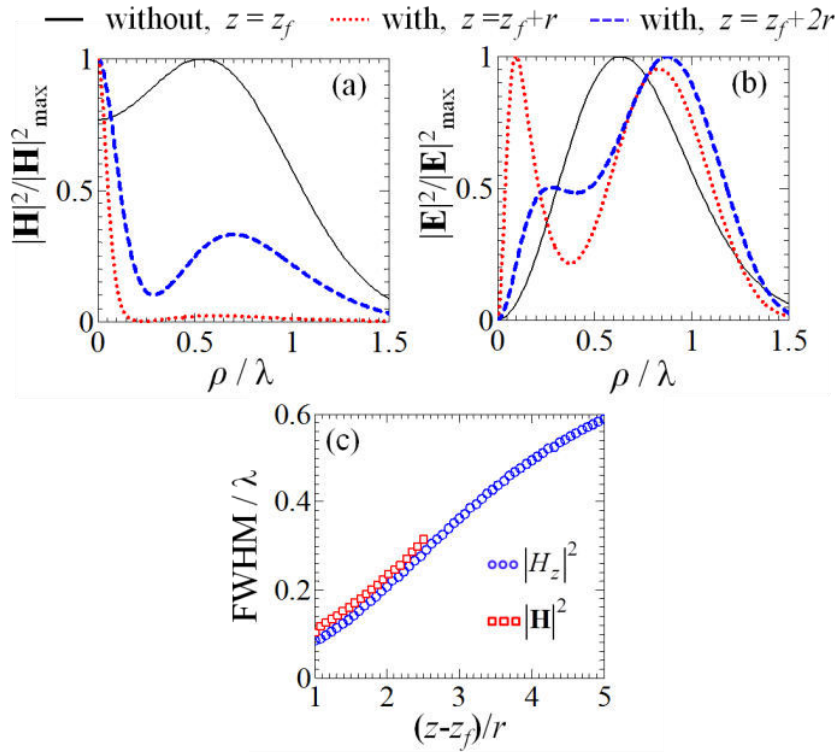 without, z = z_f with, z =z_f+r with, z = z_f+2r
(a)
|H|²/|H|²_max
1
0.5
0
0 0.5 1 1.5
ρ / λ
(b)
|E|²/|E|²_max
1
0.5
0
0 0.5 1 1.5
ρ / λ
(c)
FWHM / λ
0.6
0.4
0.2
0
1 2 3 4 5
(z-z_f)/r
|H_z|²
|H|²